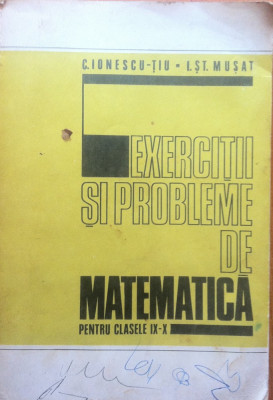 C. IONESCU-ȚIU • I. ȘT. MUȘAT
EXERCIȚII
ȘI PROBLEME
DE
MATEMATICĂ
PENTRU CLASELE IX-X